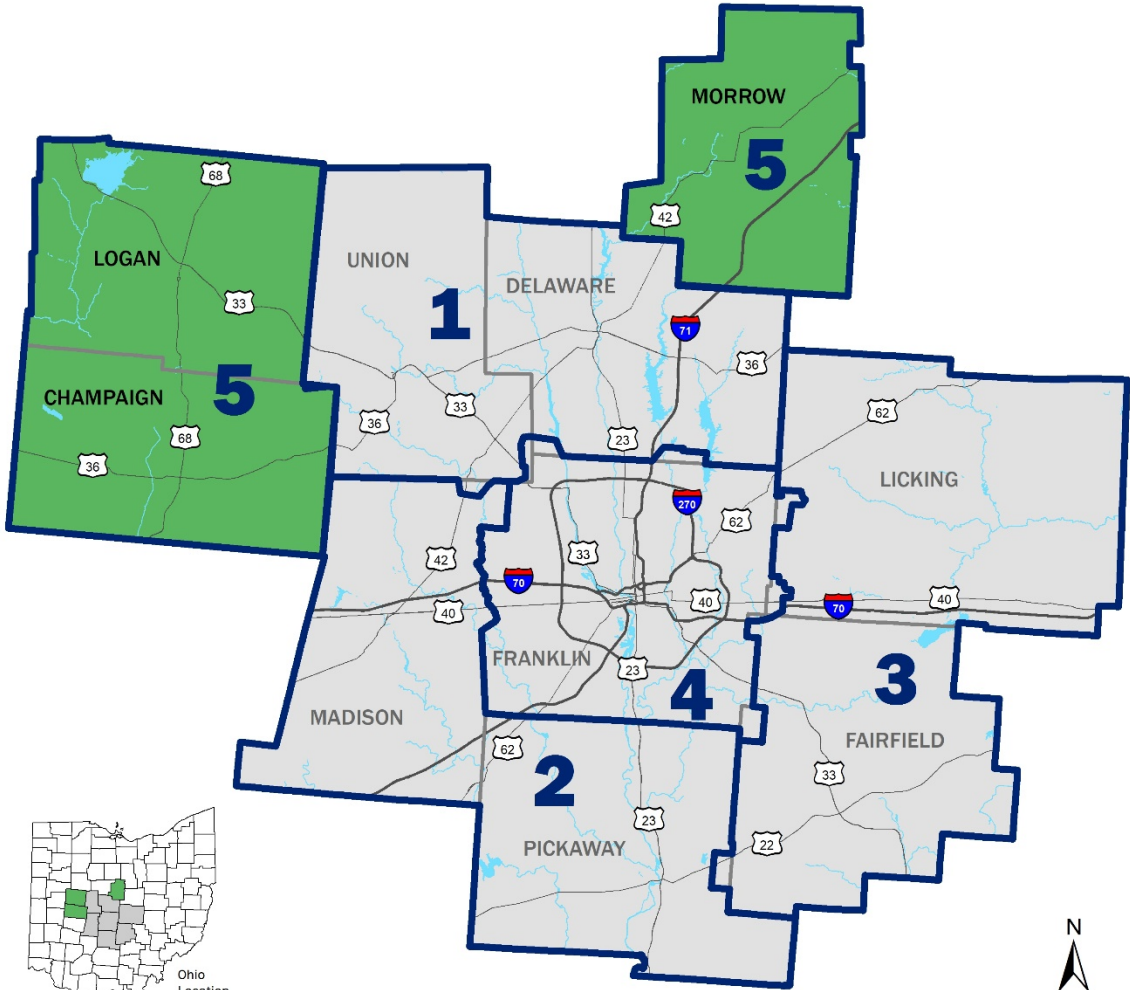 MORROW
5
42
68
LOGAN
33
UNION
1
DELAWARE
71
36
CHAMPAIGN
5
68
36
36
33
23
62
LICKING
42
40
270
62
33
70
40
70
40
FRANKLIN
23
4
3
MADISON
62
2
FAIRFIELD
33
23
PICKAWAY
22
Ohio
Location
N